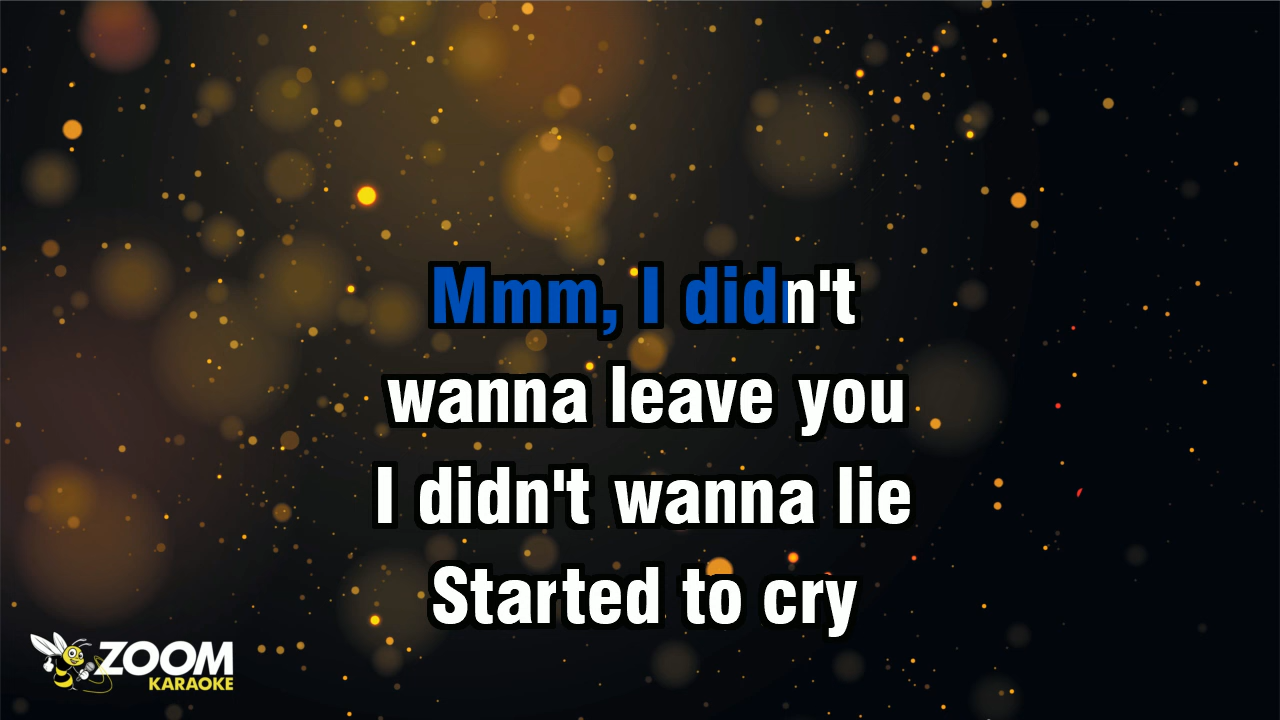 Mmm, I didn't
wanna leave you
I didn't wanna lie
Started to cry
ZOOM
KARAOKE